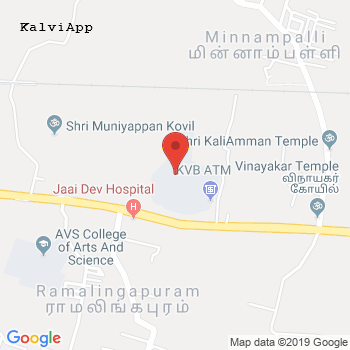 KalviApp
Minnampalli
மின்னாம்பள்ளி
Shri Muniyappan Kovil
Shri KaliAmman Temple
KVB ATM
Vinayakar Temple
விநாயகர்
கோயில்
Jaai Dev Hospital
H
AVS College
of Arts And
Science
Ramalingapuram
ராமலிங்கபுரம்
Google
Map data ©2019 Google